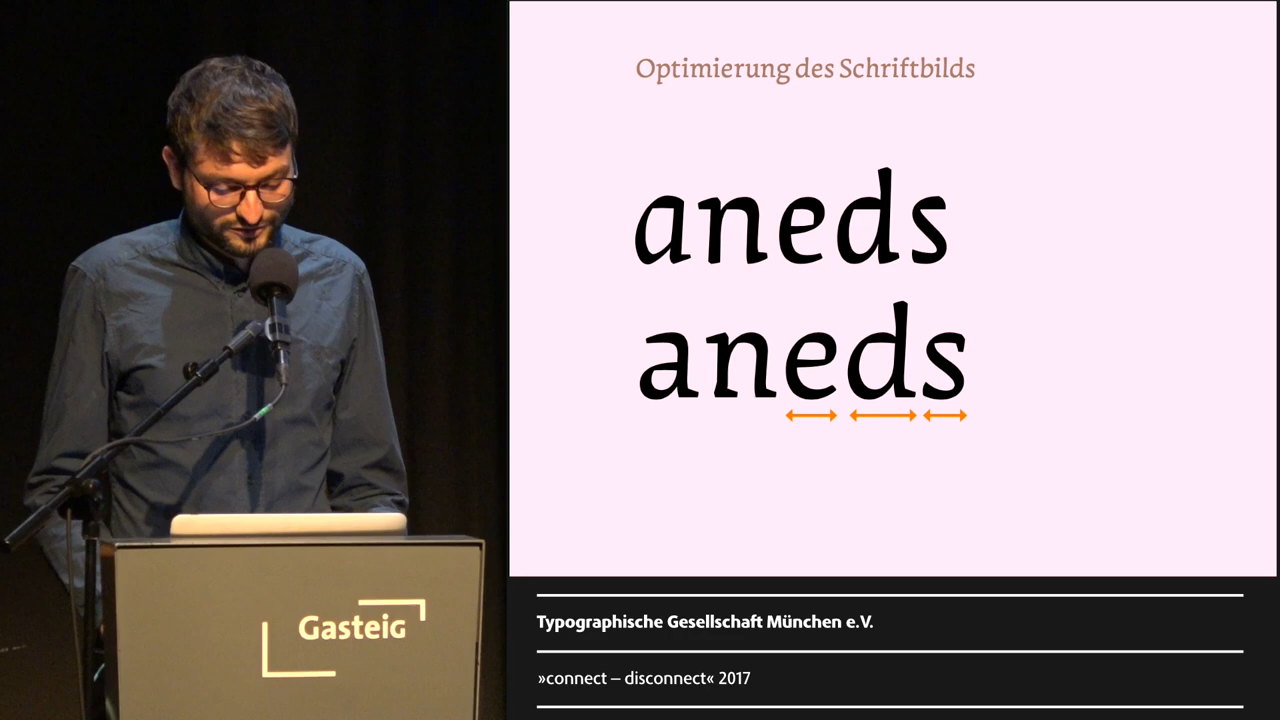 Optimierung des Schriftbilds
aneds
aneds
Gasteig
Typographische Gesellschaft München e.V.
»connect – disconnect« 2017